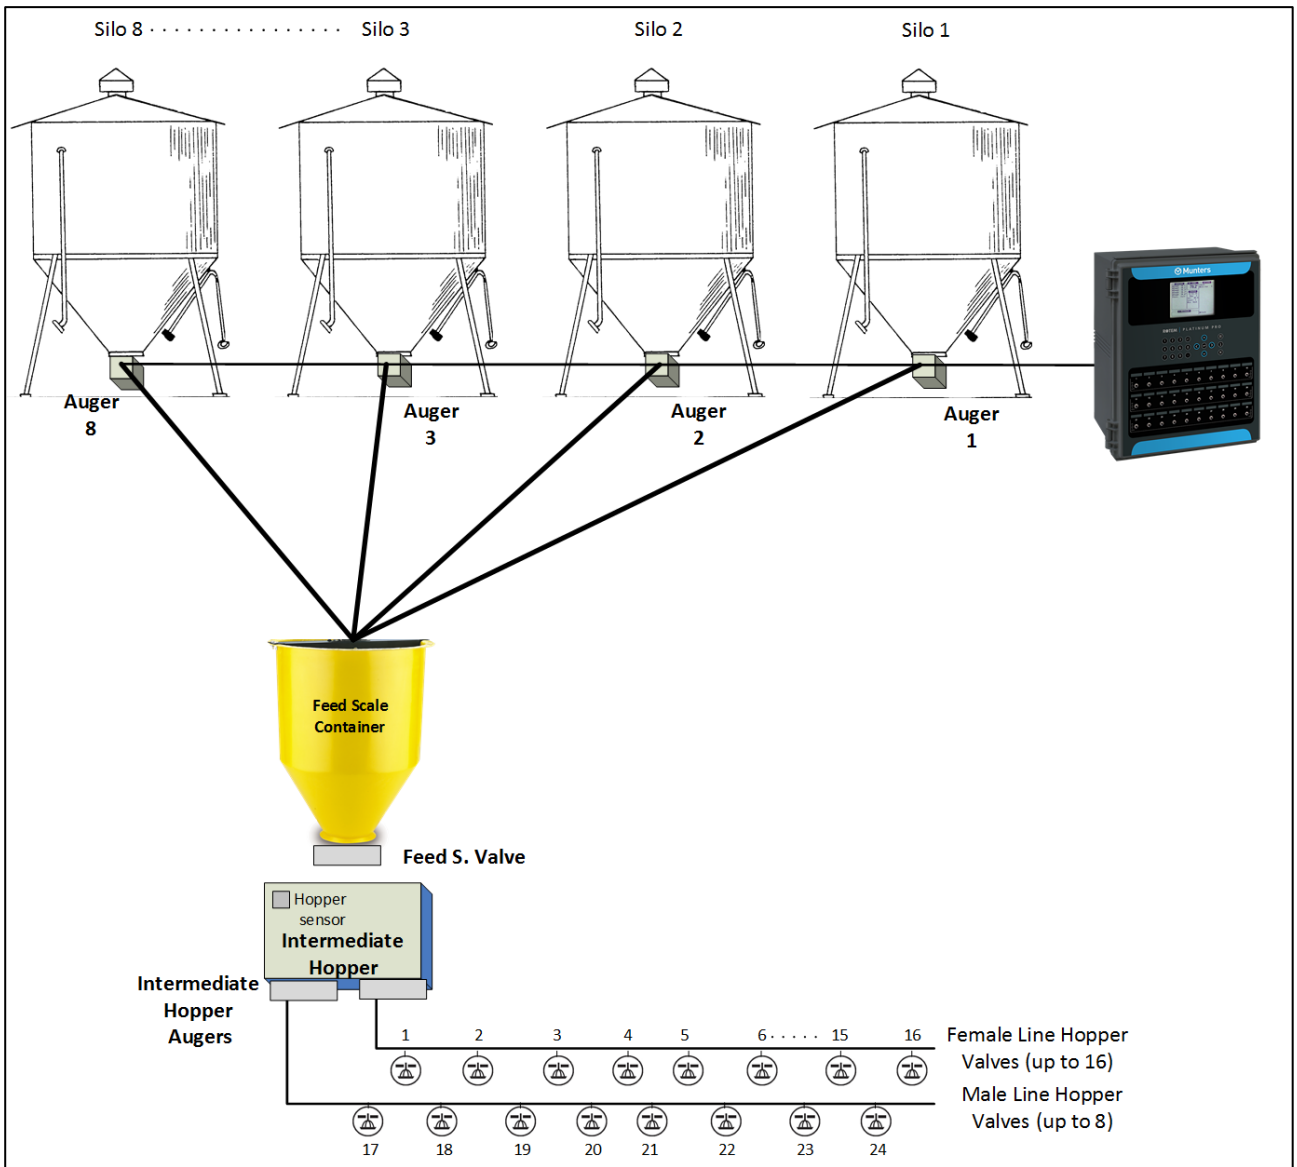 Silo 8 . . . . . . . . . . . . . . . . Silo 3 Silo 2 Silo 1
Munters
PLATINUM PRO
Auger
8
Auger
3
Auger
2
Auger
1
Feed Scale
Container
Feed S. Valve
Hopper
sensor
Intermediate
Hopper
Intermediate
Hopper
Augers
1 2 3 4 5 6 . . . . . 15 16
Female Line Hopper
Valves (up to 16)
Male Line Hopper
Valves (up to 8)
17 18 19 20 21 22 23 24